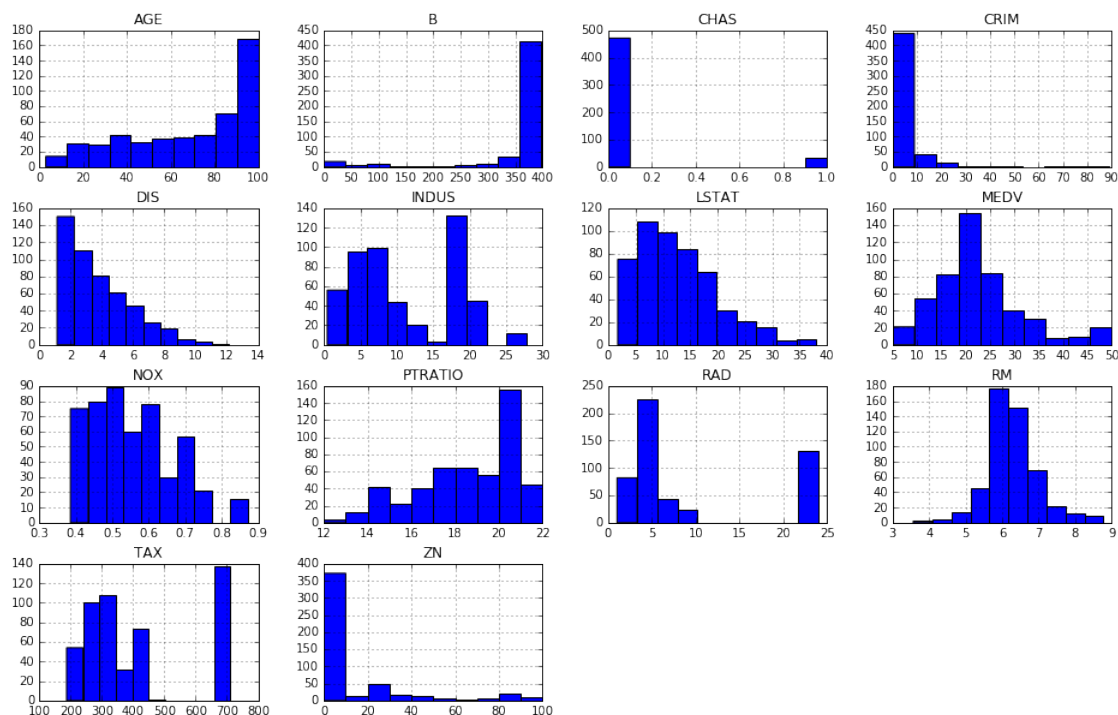 AGE B CHAS CRIM
180 160 140 120 100 80 60 40 20 0
0 20 40 60 80 100
450 400 350 300 250 200 150 100 50 0
0 50 100 150 200 250 300 350 400
500 400 300 200 100 0
0.0 0.2 0.4 0.6 0.8 1.0
450 400 350 300 250 200 150 100 50 0
0 10 20 30 40 50 60 70 80 90
DIS INDUS LSTAT MEDV
160 140 120 100 80 60 40 20 0
0 2 4 6 8 10 12 14
140 120 100 80 60 40 20 0
0 5 10 15 20 25 30
120 100 80 60 40 20 0
0 5 10 15 20 25 30 35 40
160 140 120 100 80 60 40 20 0
5 10 15 20 25 30 35 40 45 50
NOX PTRATIO RAD RM
90 80 70 60 50 40 30 20 10 0
0.3 0.4 0.5 0.6 0.7 0.8 0.9
160 140 120 100 80 60 40 20 0
12 14 16 18 20 22
250 200 150 100 50 0
0 5 10 15 20 25
180 160 140 120 100 80 60 40 20 0
3 4 5 6 7 8 9
TAX ZN
140 120 100 80 60 40 20 0
100 200 300 400 500 600 700 800
400 350 300 250 200 150 100 50 0
0 20 40 60 80 100